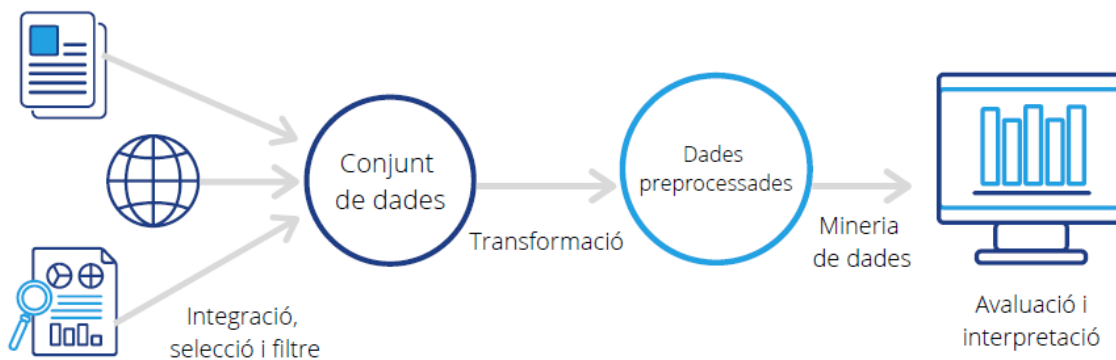 Integració,
selecció i filtre
Conjunt
de dades
Transformació
Dades
preprocessades
Mineria
de dades
Avaluació i
interpretació